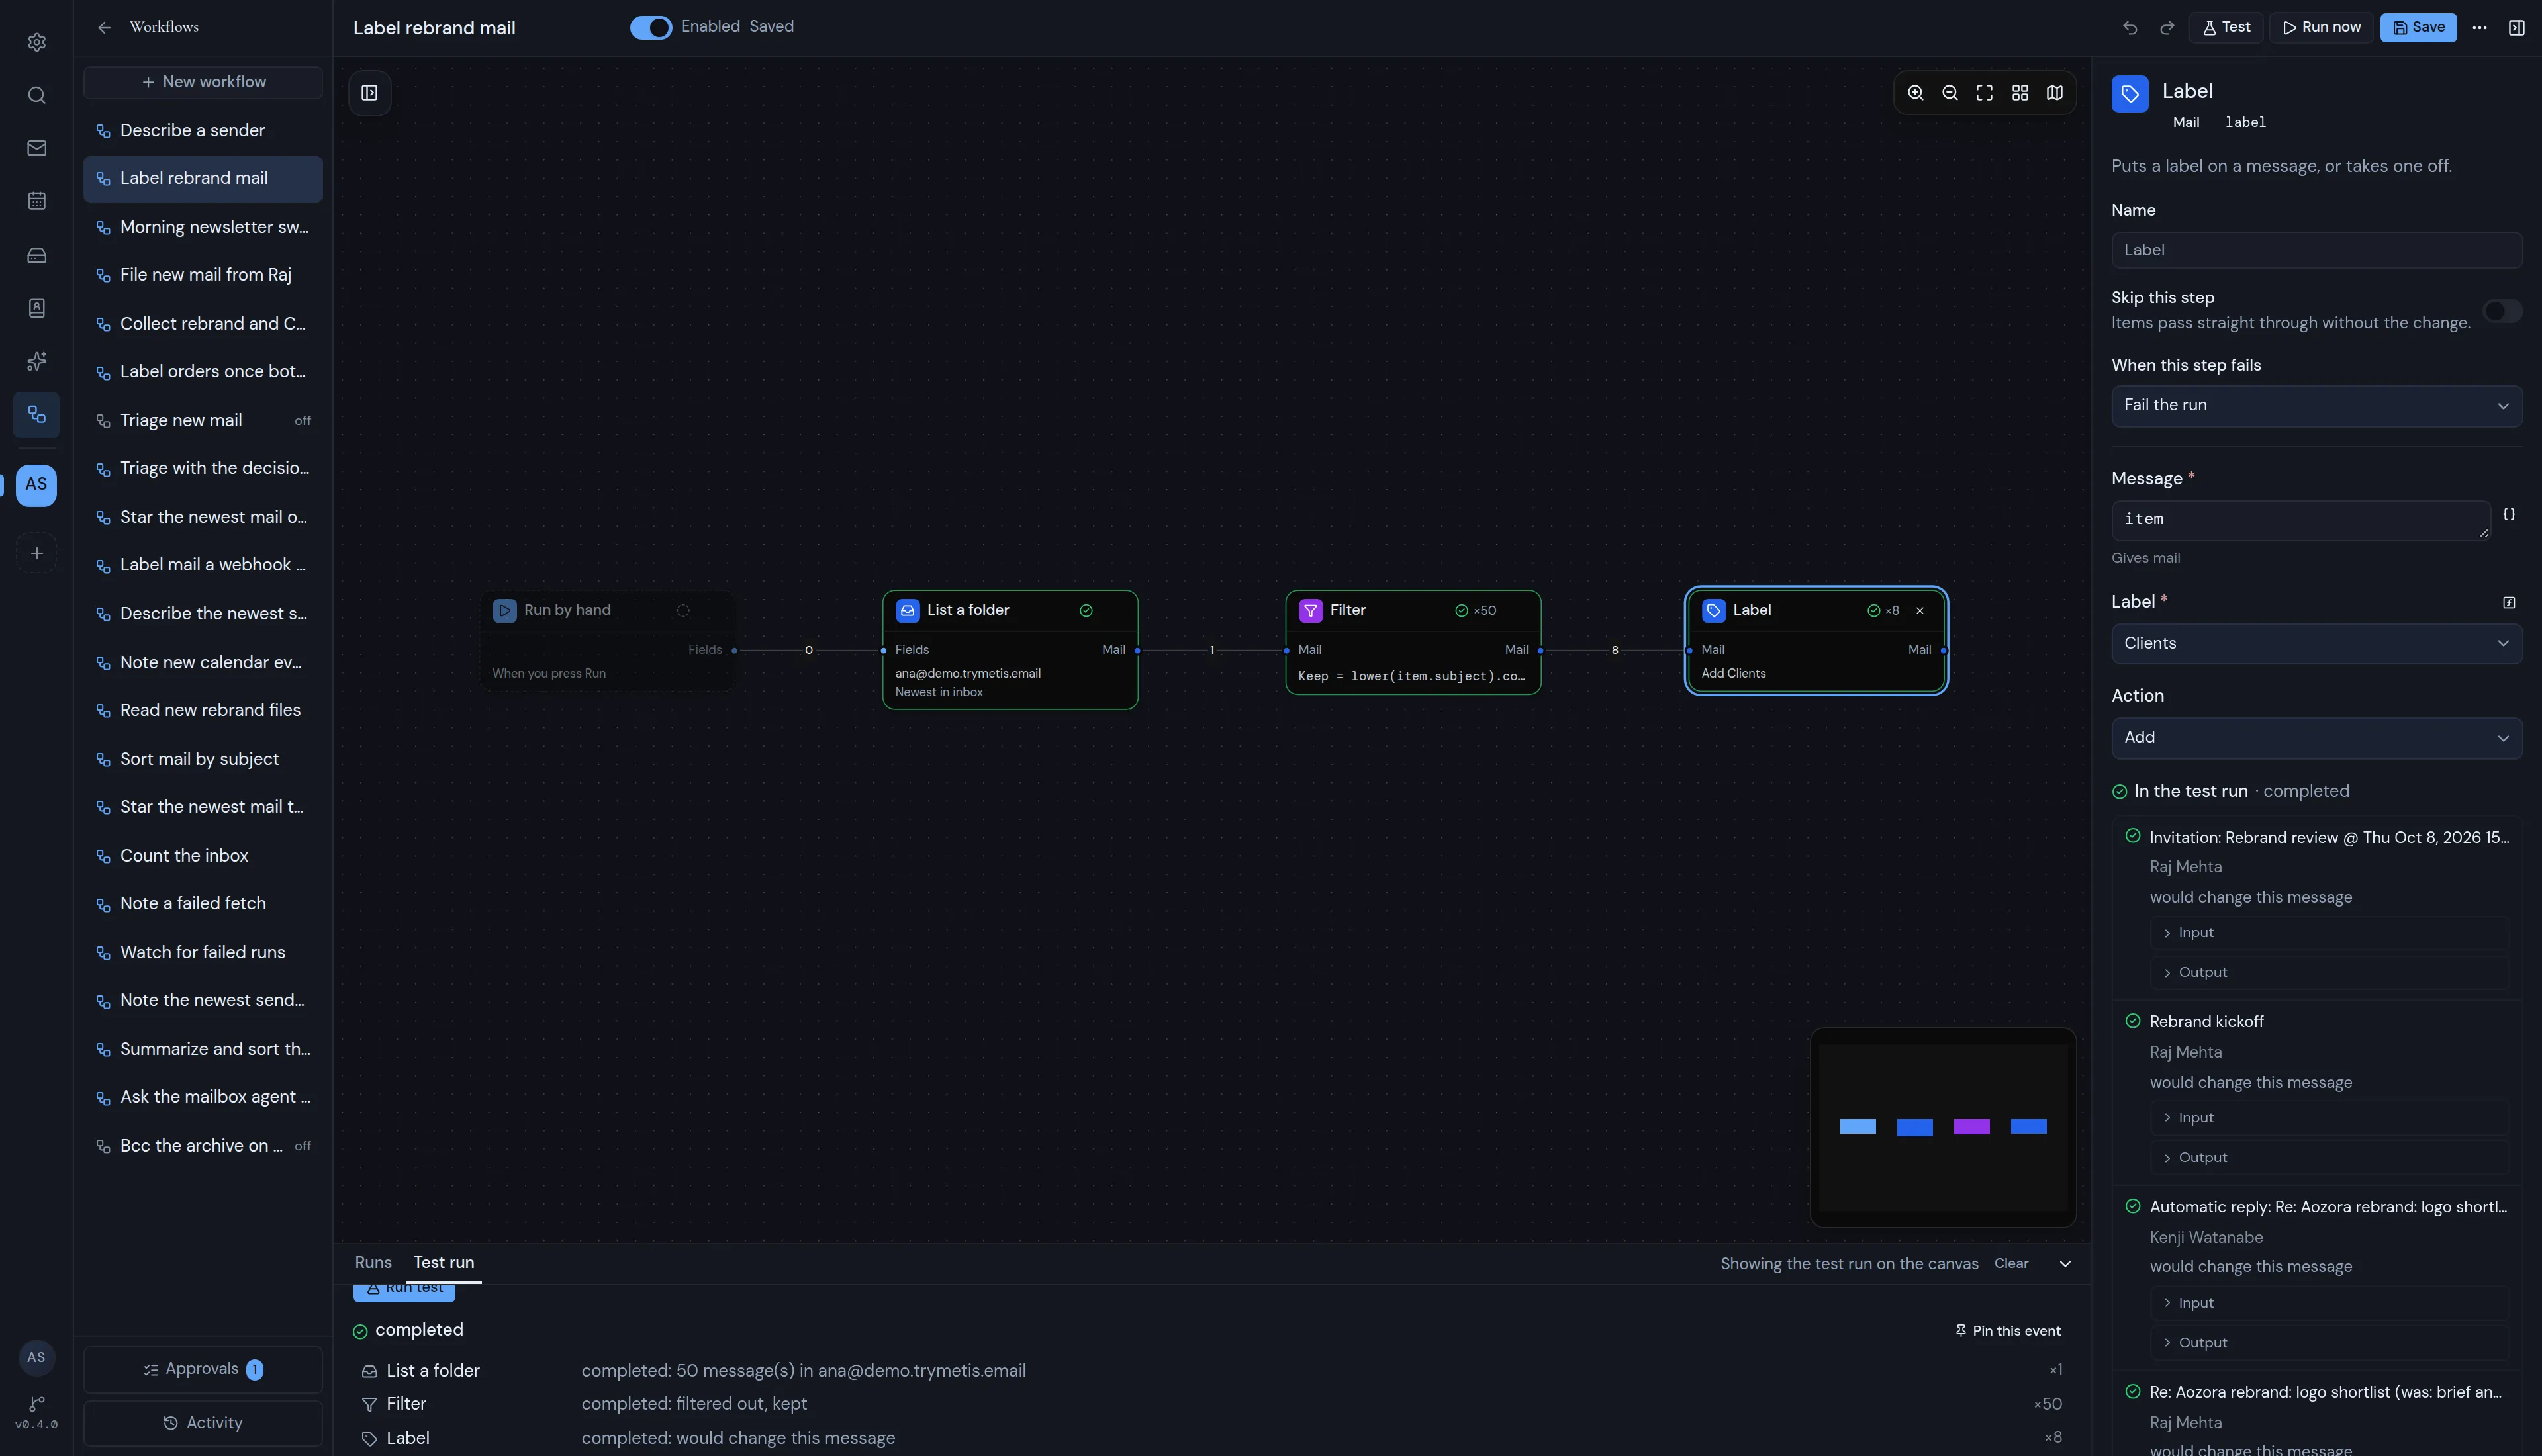 Workflows
Label rebrand mail
Enabled Saved
Test
Run now
Save
New workflow
Describe a sender
Label rebrand mail
Morning newsletter sw...
File new mail from Raj
Collect rebrand and C...
Label orders once bot...
Triage new mail off
Triage with the decisio...
Star the newest mail o...
Label mail a webhook ...
Describe the newest s...
Note new calendar ev...
Read new rebrand files
Sort mail by subject
Star the newest mail t...
Count the inbox
Note a failed fetch
Watch for failed runs
Note the newest send...
Summarize and sort th...
Ask the mailbox agent ...
Bcc the archive on ... off
Approvals 1
Activity
AS
AS
v0.4.0
Run by hand
Fields
When you press Run
0
List a folder
Fields Mail
ana@demo.trymetis.email
Newest in inbox
1
Filter ×50
Mail Mail
Keep = lower(item.subject).co...
8
Label ×8
Mail Mail
Add Clients
Runs Test run
Showing the test run on the canvas Clear
Run test
completed
Pin this event
List a folder completed: 50 message(s) in ana@demo.trymetis.email ×1
Filter completed: filtered out, kept ×50
Label completed: would change this message ×8
Label
Mail label
Puts a label on a message, or takes one off.
Name
Label
Skip this step
Items pass straight through without the change.
When this step fails
Fail the run
Message *
item
{}
Gives mail
Label *
Clients
Action
Add
In the test run · completed
Invitation: Rebrand review @ Thu Oct 8, 2026 15...
Raj Mehta
would change this message
Input
Output
Rebrand kickoff
Raj Mehta
would change this message
Input
Output
Automatic reply: Re: Aozora rebrand: logo shortl...
Kenji Watanabe
would change this message
Input
Output
Re: Aozora rebrand: logo shortlist (was: brief an...
Raj Mehta
would change this message